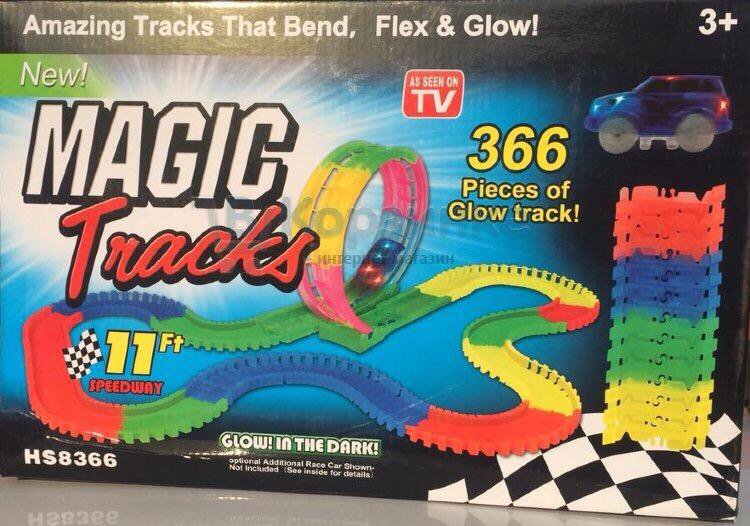 Amazing Tracks That Bend, Flex & Glow!
3+
New!
AS SEEN ON
TV
MAGIC
Tracks
366
Pieces of
Glow track!
интернет магазин
11 Ft
SPEEDWAY
GLOW! IN THE DARK!
optional Additional Race Car Shown-
Not Included (See inside for details)
HS8366